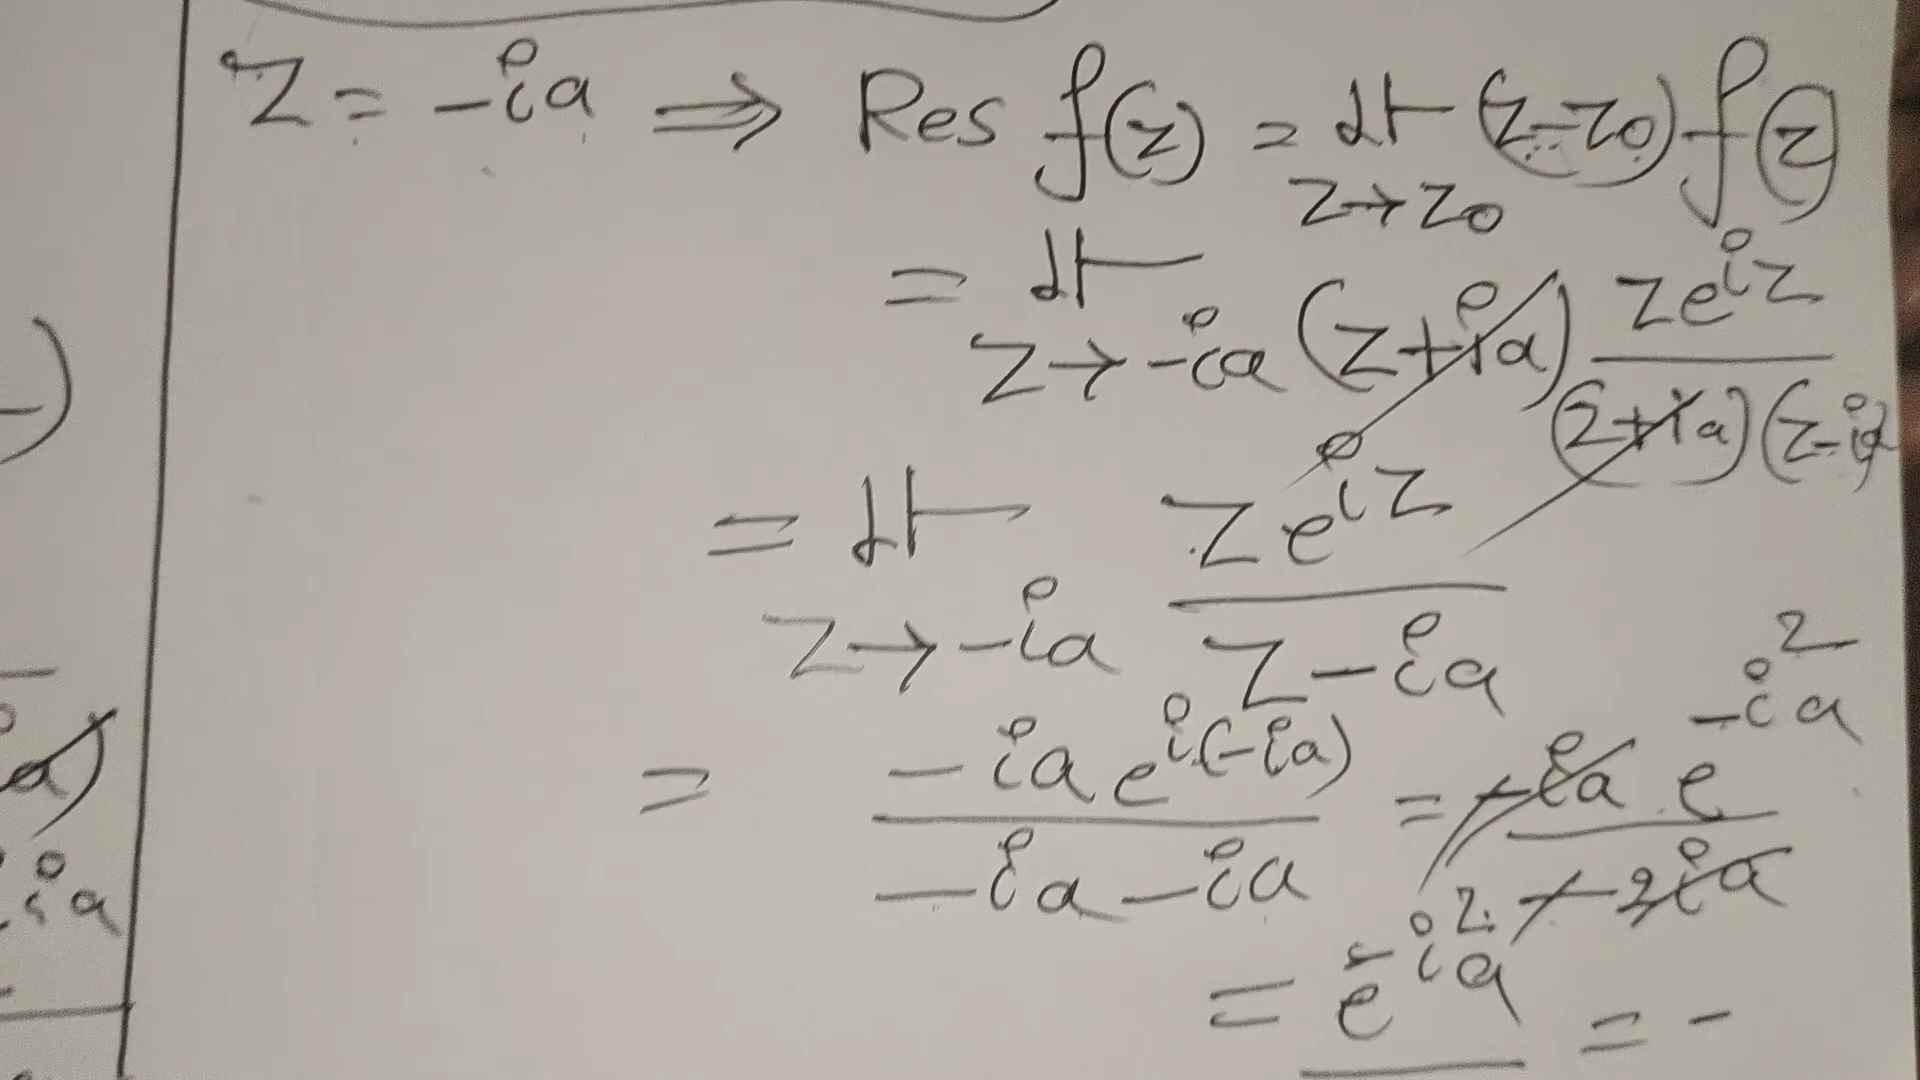 z = -ia ⇒ Res f(z) = lt (z-z0) f(z)
z→z0
= lt (z+ia) ze^iz
z→-ia (z+ia)(z-ia)
= lt ze^iz
z→-ia z-ia
= -ia e^i(-ia) = -ia e^-i²a
-ia-ia -2ia
= e^-i²a = -
)
a)
ia